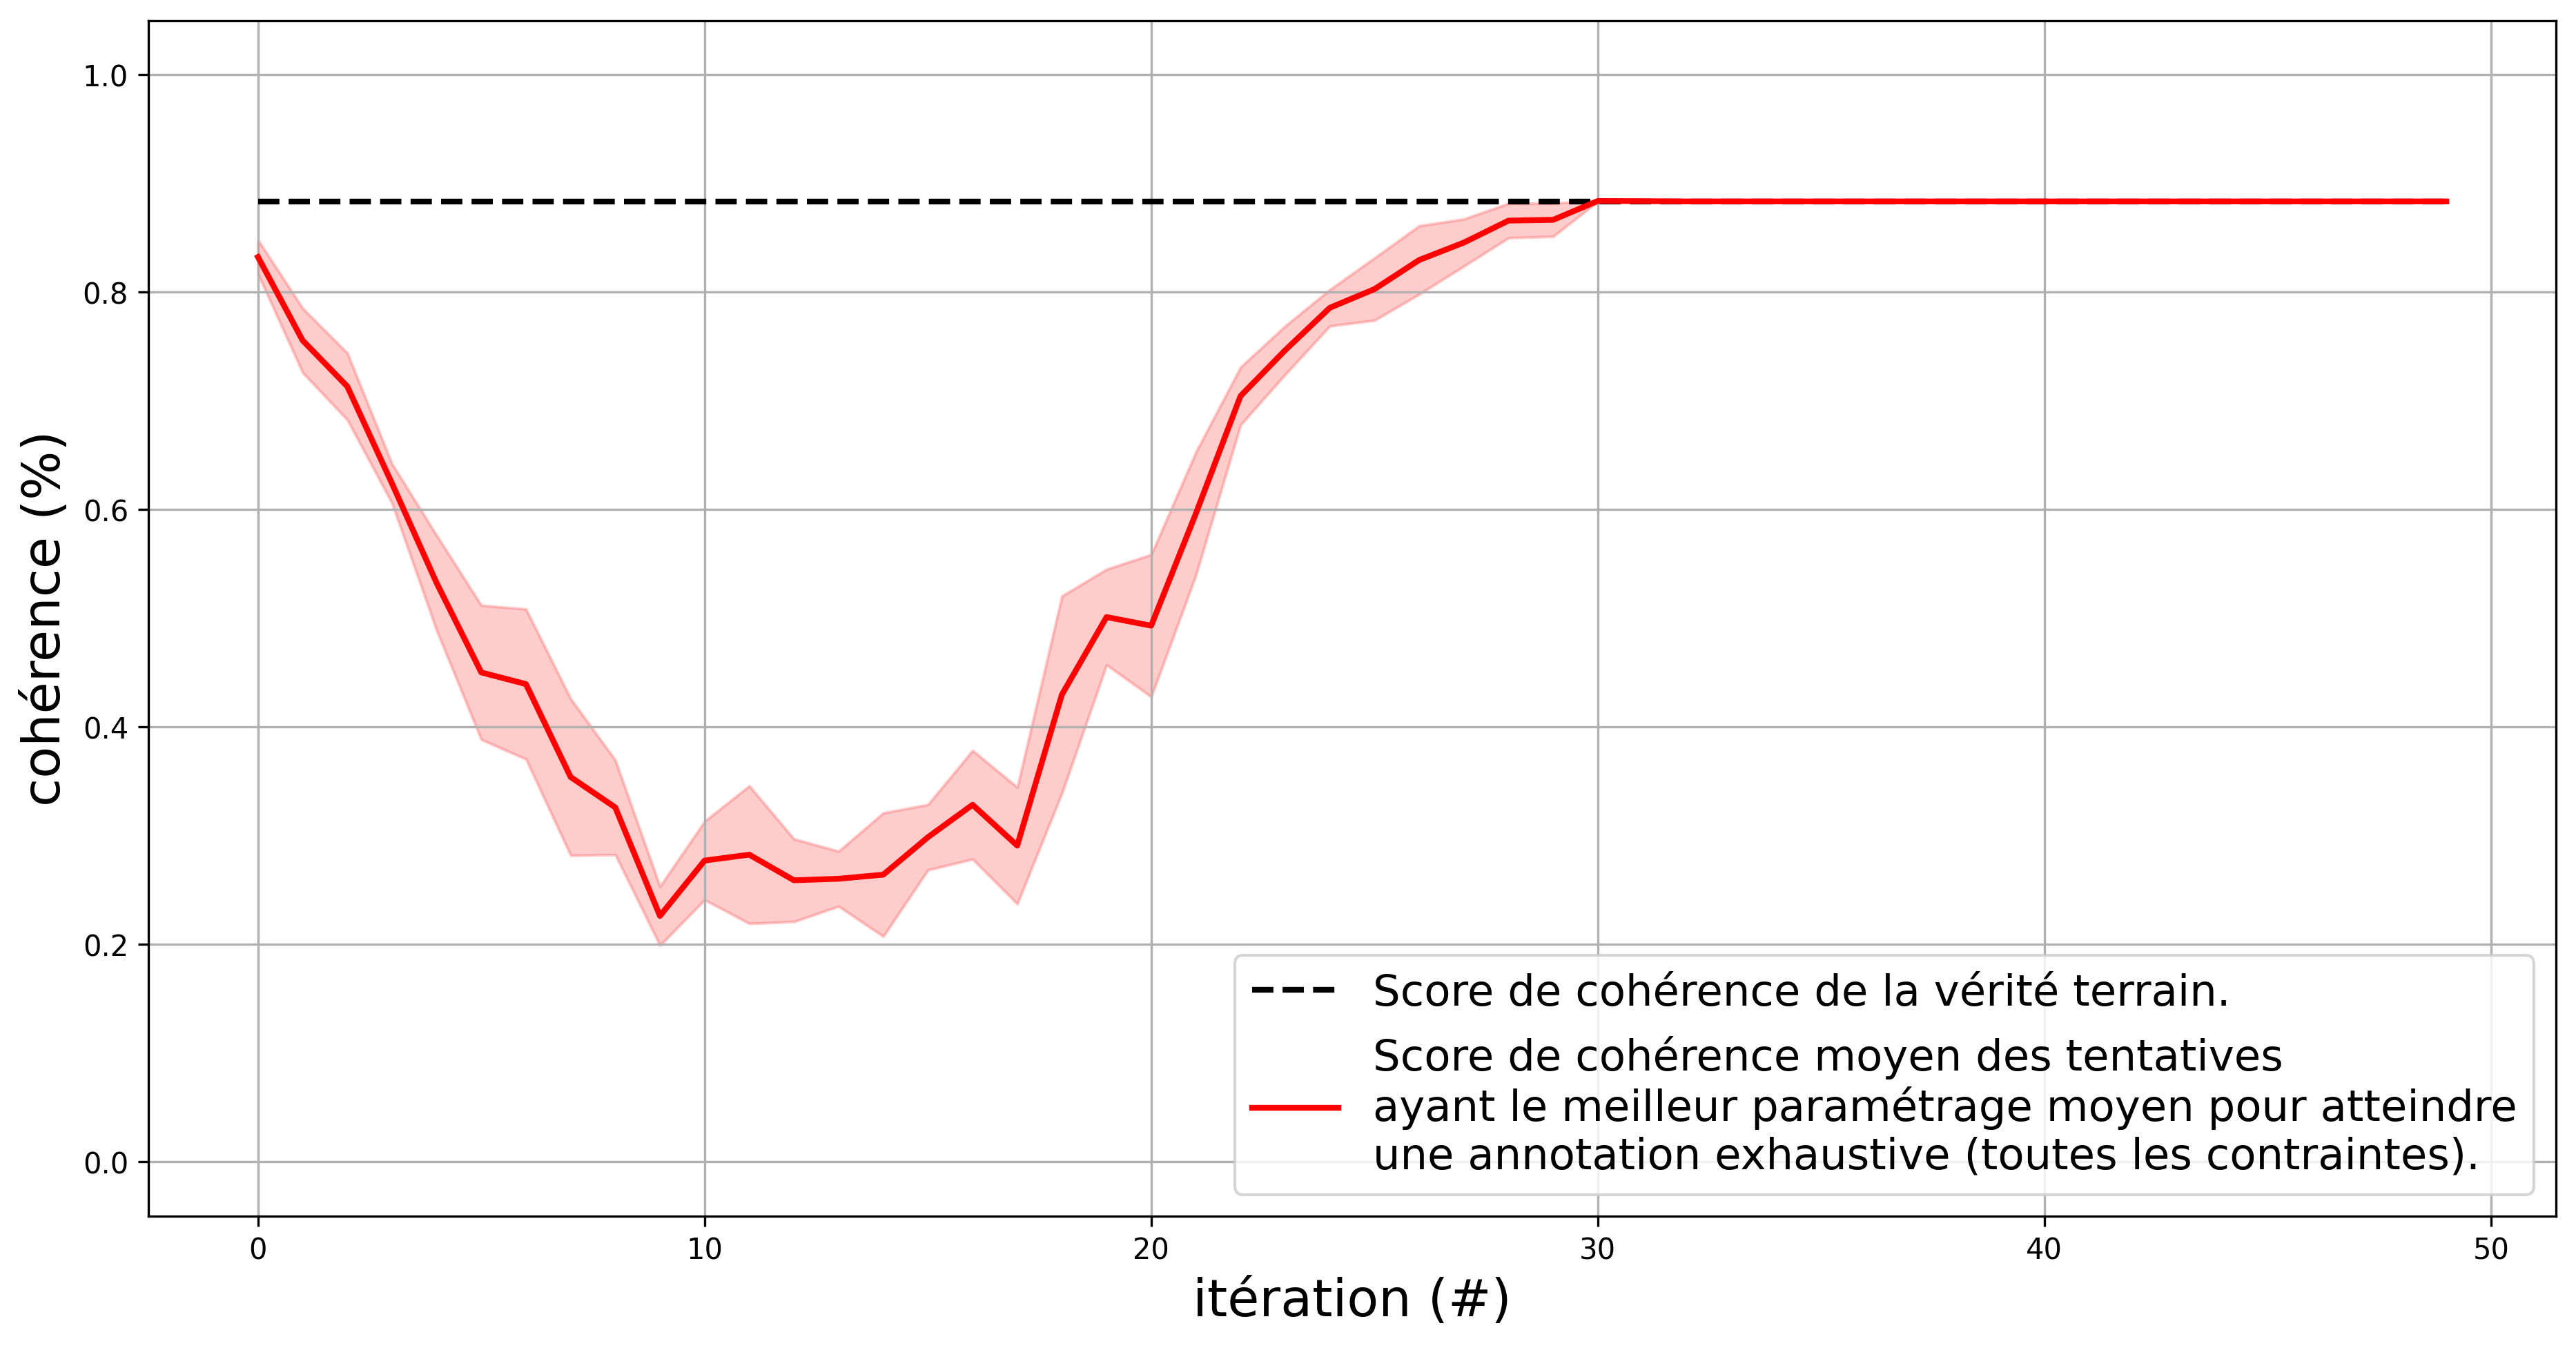 1.0
0.8
0.6
0.4
0.2
0.0
cohérence (%)
0 10 20 30 40 50
itération (#)
Score de cohérence de la vérité terrain.
Score de cohérence moyen des tentatives
ayant le meilleur paramétrage moyen pour atteindre
une annotation exhaustive (toutes les contraintes).